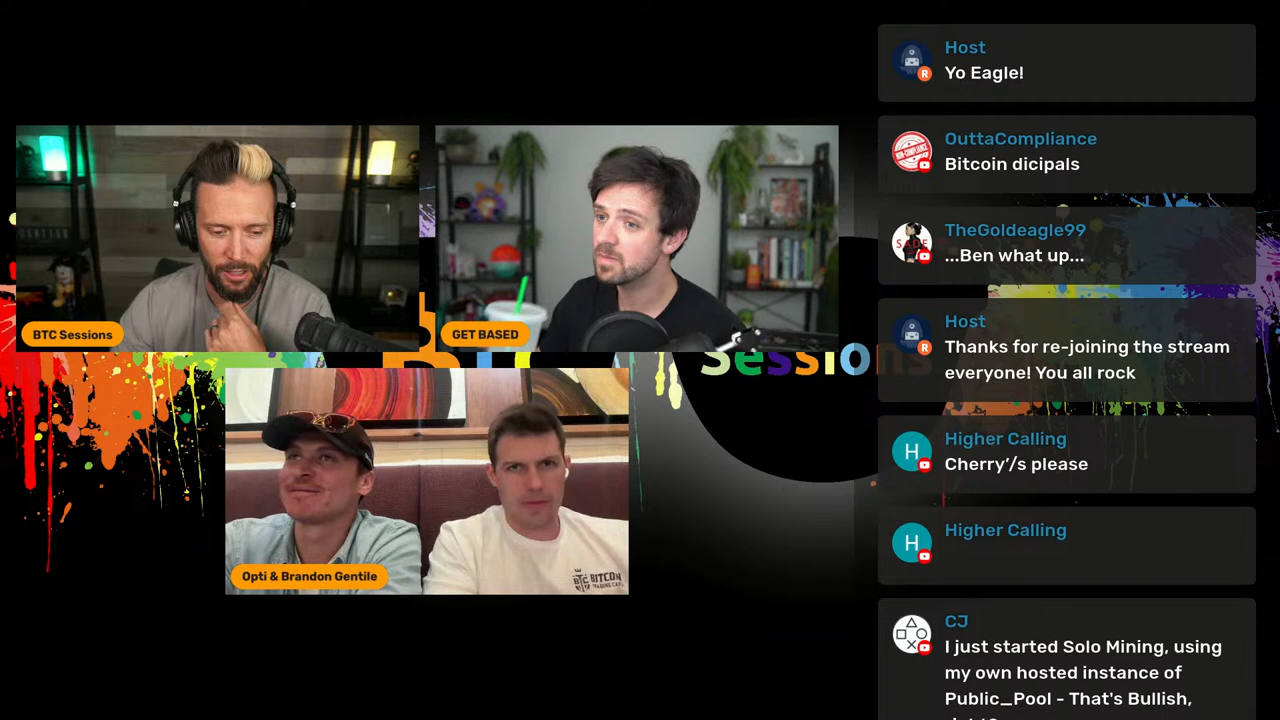 BTC Sessions
GET BASED
Sessions
Opti & Brandon Gentile
BITCOIN
Host
Yo Eagle!
OuttaCompliance
Bitcoin dicipals
TheGoldeagle99
...Ben what up...
Host
Thanks for re-joining the stream
everyone! You all rock
Higher Calling
Cherry’/s please
Higher Calling
CJ
I just started Solo Mining, using
my own hosted instance of
Public_Pool - That's Bullish,